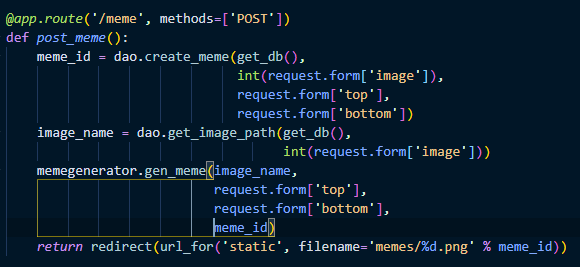 @app.route('/meme', methods=['POST'])
def post_meme():
    meme_id = dao.create_meme(get_db(),
                              int(request.form['image']),
                              request.form['top'],
                              request.form['bottom'])
    image_name = dao.get_image_path(get_db(),
                                    int(request.form['image']))
    memegenerator.gen_meme(image_name,
                           request.form['top'],
                           request.form['bottom'],
                           meme_id)
    return redirect(url_for('static', filename='memes/%d.png' % meme_id))